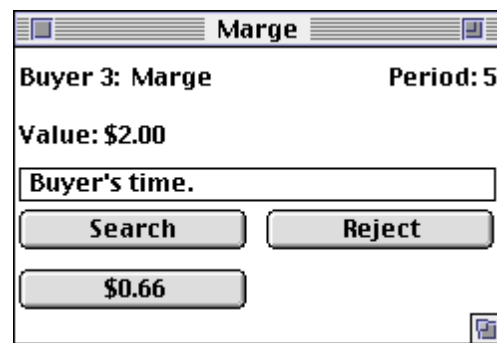 Marge
Buyer 3: Marge Period: 5
Value: $2.00
Buyer's time.
Search Reject
$0.66